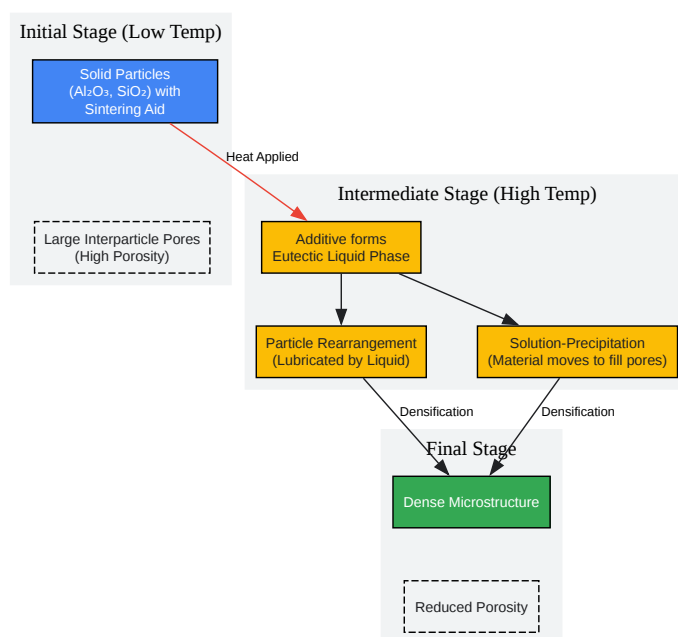 Initial Stage (Low Temp)
Solid Particles
(Al₂O₃, SiO₂) with
Sintering Aid
Heat Applied
Large Interparticle Pores
(High Porosity)
Intermediate Stage (High Temp)
Additive forms
Eutectic Liquid Phase
Particle Rearrangement
(Lubricated by Liquid)
Solution-Precipitation
(Material moves to fill pores)
Densification
Densification
Final Stage
Dense Microstructure
Reduced Porosity